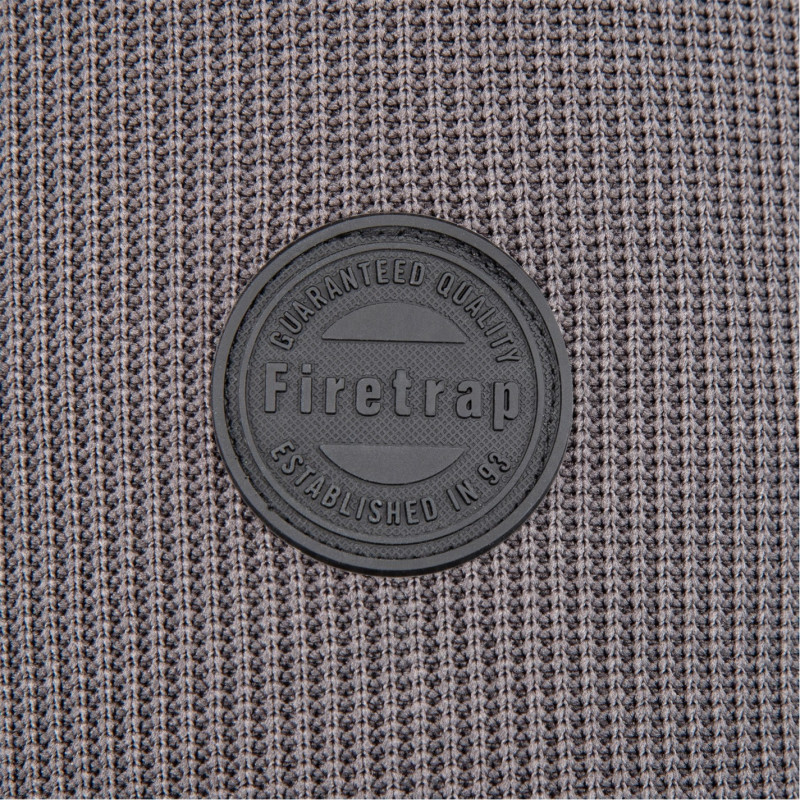 GUARANTEED QUALITY
Firetrap
ESTABLISHED IN 93